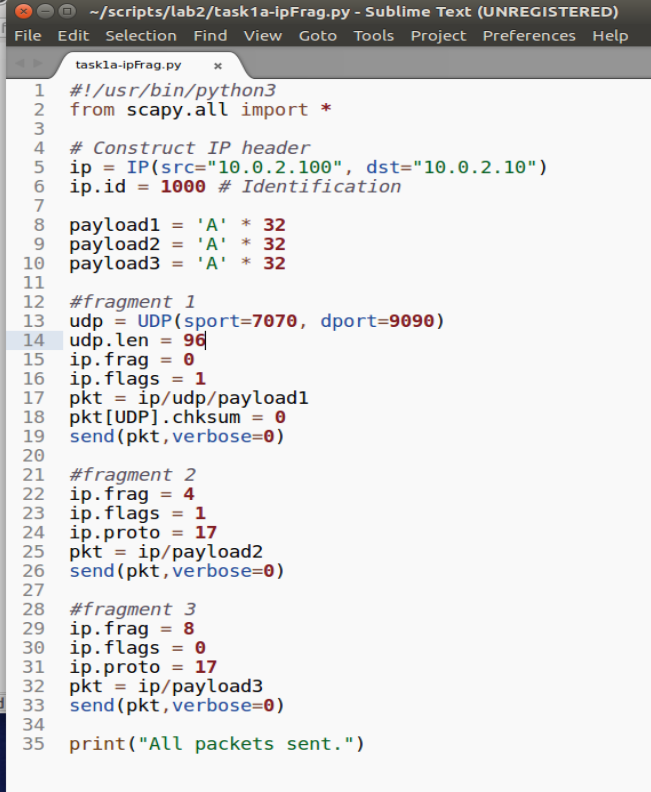 ~/scripts/lab2/task1a-ipFrag.py - Sublime Text (UNREGISTERED)
File Edit Selection Find View Goto Tools Project Preferences Help
task1a-ipFrag.py ×
1 #!/usr/bin/python3
2 from scapy.all import *
3
4 # Construct IP header
5 ip = IP(src="10.0.2.100", dst="10.0.2.10")
6 ip.id = 1000 # Identification
7
8 payload1 = 'A' * 32
9 payload2 = 'A' * 32
10 payload3 = 'A' * 32
11
12 #fragment 1
13 udp = UDP(sport=7070, dport=9090)
14 udp.len = 96
15 ip.frag = 0
16 ip.flags = 1
17 pkt = ip/udp/payload1
18 pkt[UDP].chksum = 0
19 send(pkt,verbose=0)
20
21 #fragment 2
22 ip.frag = 4
23 ip.flags = 1
24 ip.proto = 17
25 pkt = ip/payload2
26 send(pkt,verbose=0)
27
28 #fragment 3
29 ip.frag = 8
30 ip.flags = 0
31 ip.proto = 17
32 pkt = ip/payload3
33 send(pkt,verbose=0)
34
35 print("All packets sent.")